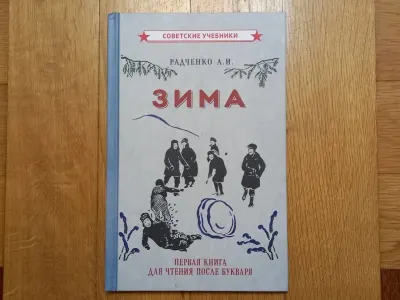 СОВЕТСКИЕ УЧЕБНИКИ
РАДЧЕНКО А.И.
ЗИМА
ПЕРВАЯ КНИГА
ДЛЯ ЧТЕНИЯ ПОСЛЕ БУКВАРЯ